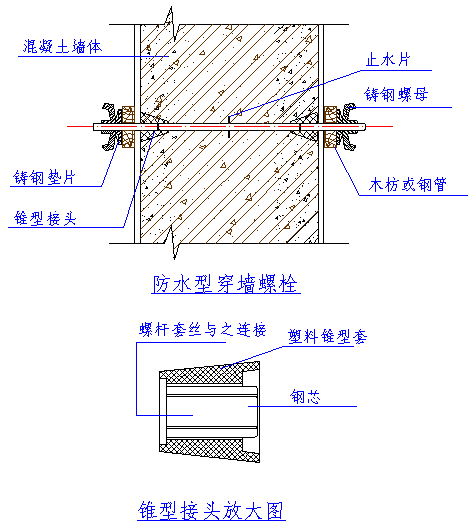 混凝土墙体
止水片
铸钢螺母
铸钢垫片
木枋或钢管
锥型接头
防水型穿墙螺栓
螺杆套丝与之连接
塑料锥型套
钢芯
锥型接头放大图